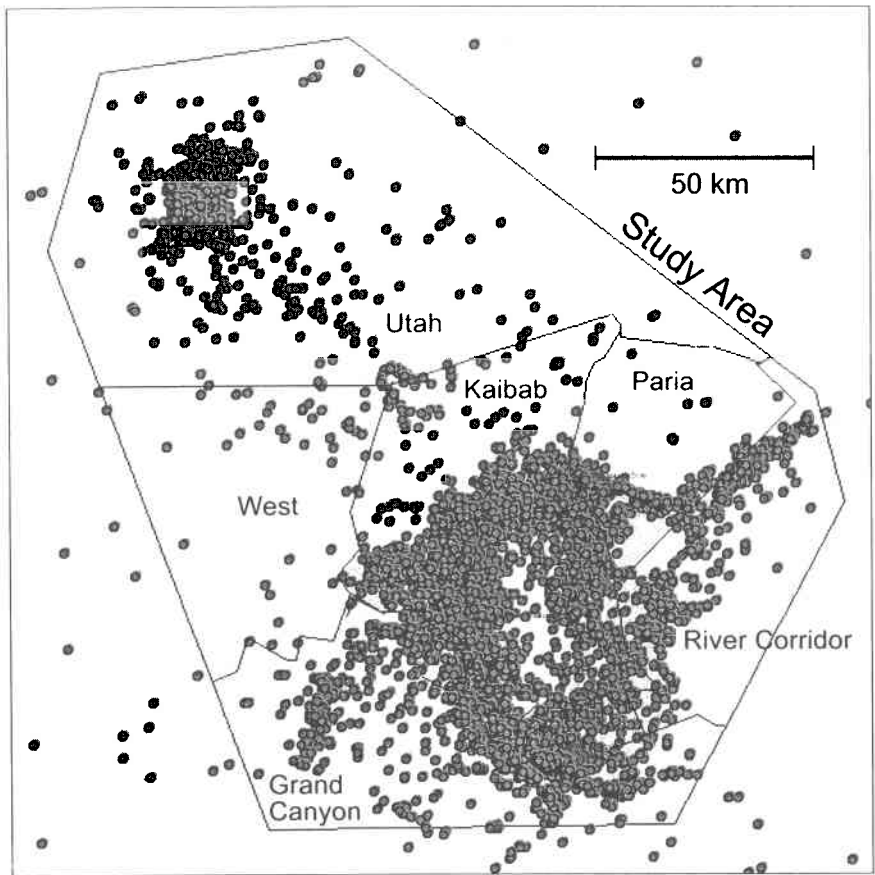 50 km
Study Area
Utah
Kaibab
Paria
West
River Corridor
Grand
Canyon